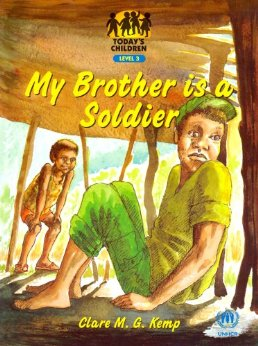 TODAY'S
CHILDREN
LEVEL 3
My Brother is a
Soldier
Clare M. G. Kemp
UNHCR